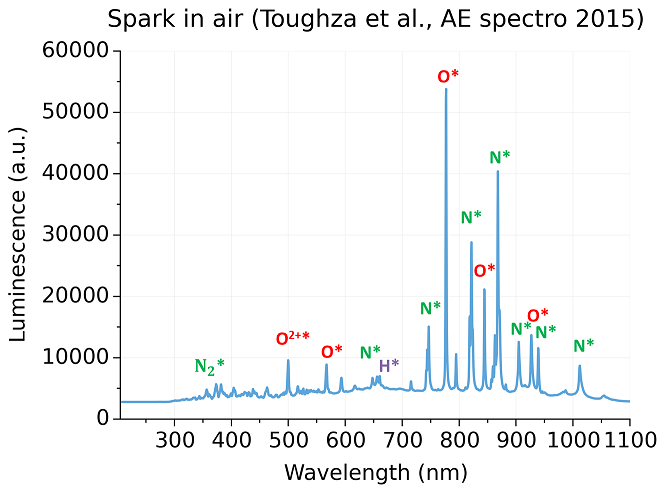 Spark in air (Toughza et al., AE spectro 2015)
60000
50000
40000
30000
20000
10000
0
Luminescence (a.u.)
N₂*
O²⁺*
O*
N*
H*
N*
O*
N*
O*
N*
N*
O*
N*
N*
300 400 500 600 700 800 900 1000 1100
Wavelength (nm)